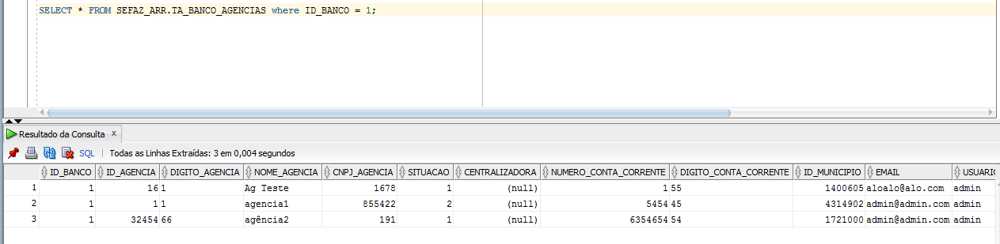 SELECT * FROM SEFAZ_ARR.TA_BANCO_AGENCIAS where ID_BANCO = 1;
Resultado da Consulta x
SQL | Todas as Linhas Extraídas: 3 em 0,004 segundos
ID_BANCO ID_AGENCIA DIGITO_AGENCIA NOME_AGENCIA CNPJ_AGENCIA SITUACAO CENTRALIZADORA NUMERO_CONTA_CORRENTE DIGITO_CONTA_CORRENTE ID_MUNICIPIO EMAIL USUARIO
1 1 16 1 Ag Teste 1678 1 (null) 1 55 1400605 aloalo@alo.com admin
2 1 1 1 agencia1 855422 2 (null) 5454 45 4314902 admin@admin.com admin
3 1 32454 66 agência2 191 1 (null) 6354654 54 1721000 admin@admin.com admin